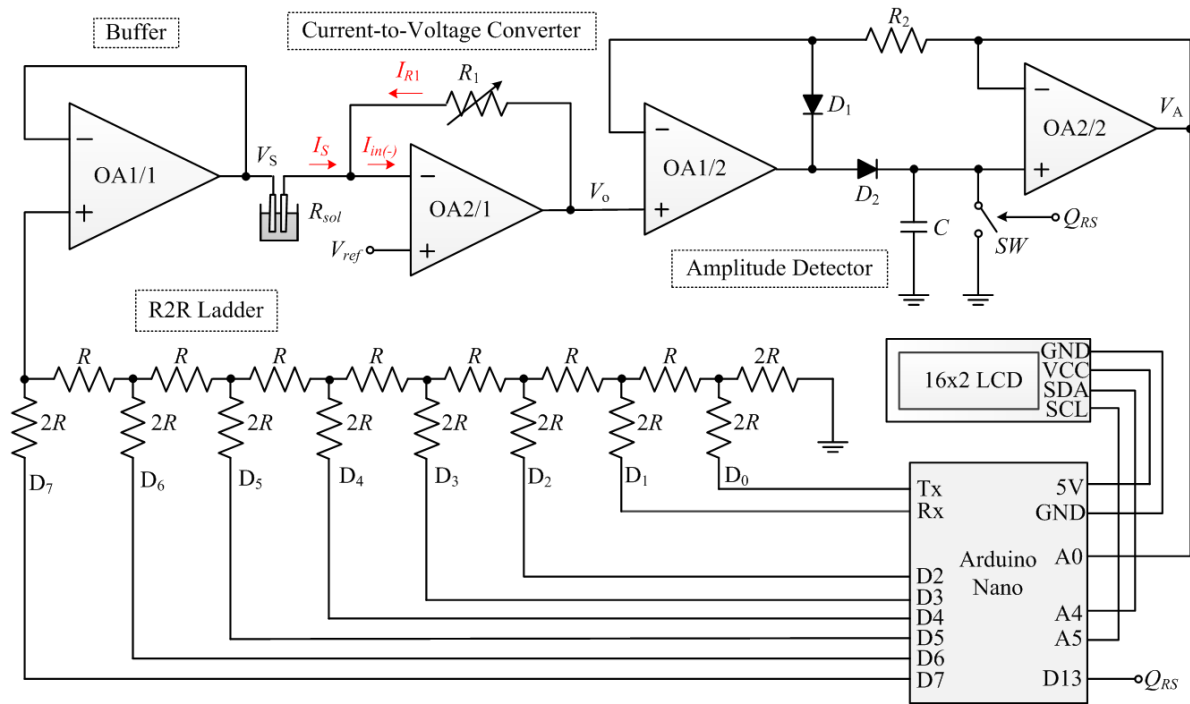 Buffer
Current-to-Voltage Converter
R2
IR1
R1
D1
VA
OA2/2
OA1/1
VS
IS
Iin(-)
OA2/1
Rsol
Vref
Vo
OA1/2
D2
C
SW
QRS
Amplitude Detector
R2R Ladder
R R R R R R R 2R
2R 2R 2R 2R 2R 2R 2R 2R
D7 D6 D5 D4 D3 D2 D1 D0
16x2 LCD
GND
VCC
SDA
SCL
Tx
Rx
D2
D3
D4
D5
D6
D7
Arduino
Nano
5V
GND
A0
A4
A5
D13
QRS